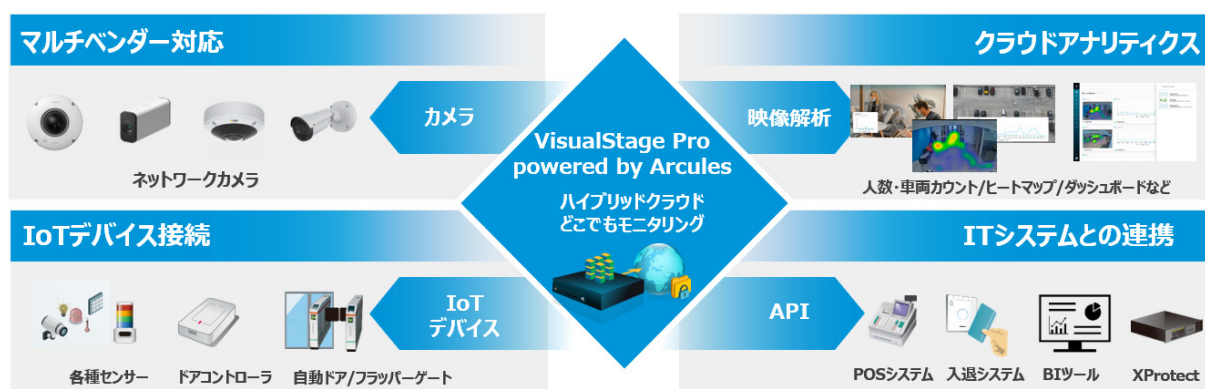 マルチベンダー対応
カメラ
ネットワークカメラ
IoTデバイス接続
IoT
デバイス
各種センサー
ドアコントローラ
自動ドア/フラッパーゲート
VisualStage Pro
powered by Arcules
ハイブリッドクラウド
どこでもモニタリング
クラウドアナリティクス
映像解析
人数・車両カウント/ヒートマップ/ダッシュボードなど
ITシステムとの連携
API
POSシステム
入退システム
BIツール
XProtect